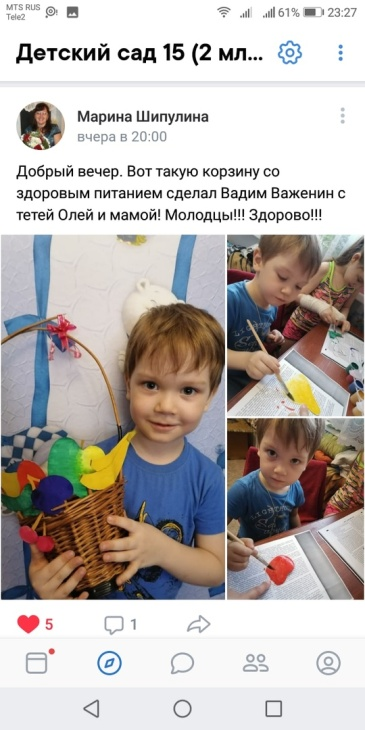 MTS RUS
Tele2
61% 23:27
Детский сад 15 (2 мл...
Марина Шипулина
вчера в 20:00
Добрый вечер. Вот такую корзину со
здоровым питанием сделал Вадим Важенин с
тетей Олей и мамой! Молодцы!!! Здорово!!!
5
1